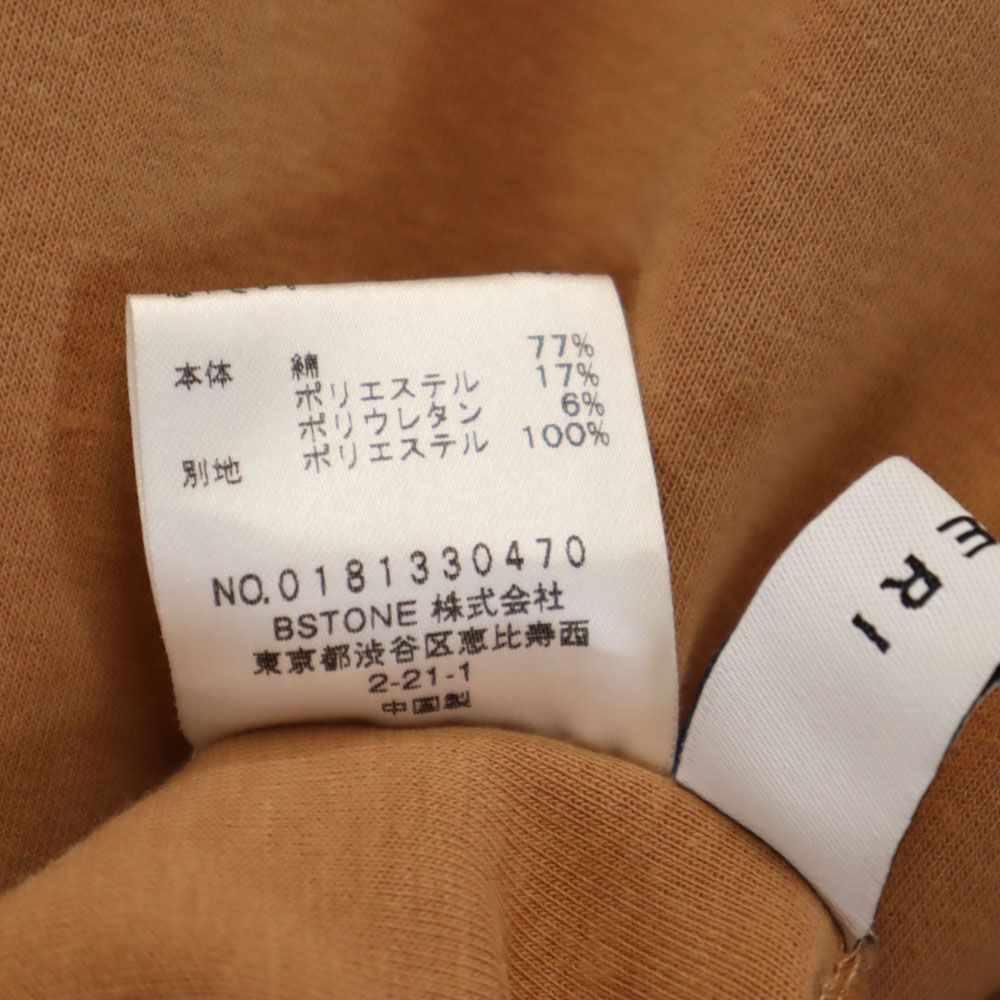 本体 綿 77%
ポリエステル 17%
ポリウレタン 6%
別地 ポリエステル 100%
NO.0181330470
BSTONE 株式会社
東京都渋谷区恵比寿西
2-21-1
中国製
ERI